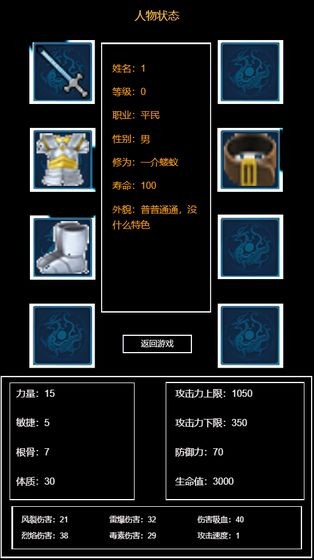 人物状态
姓名：1
等级：0
职业：平民
性别：男
修为：一介蝼蚁
寿命：100
外貌：普普通通，没
什么特色
返回游戏
力量：15
敏捷：5
根骨：7
体质：30
攻击力上限：1050
攻击力下限：350
防御力：70
生命值：3000
风裂伤害：21 雷爆伤害：32 伤害吸血：40
烈焰伤害：38 毒素伤害：29 攻击速度：1